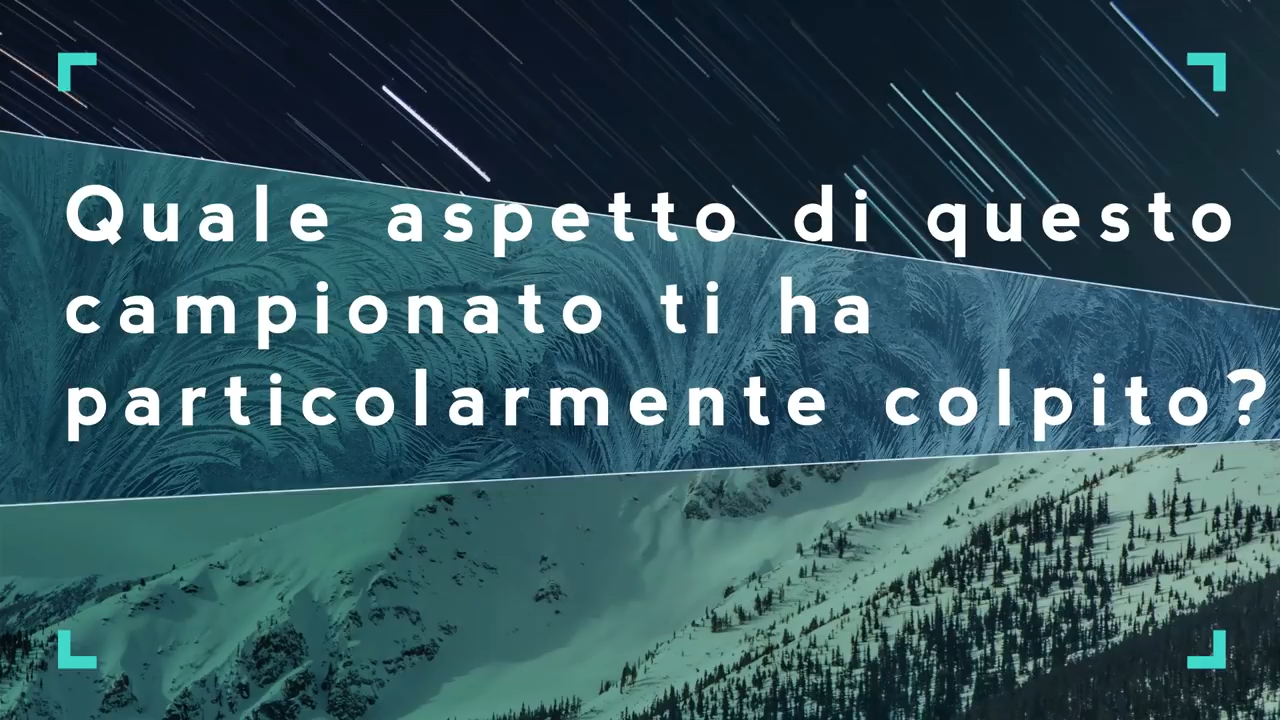 Quale aspetto di questo
campionato ti ha
particolarmente colpito?